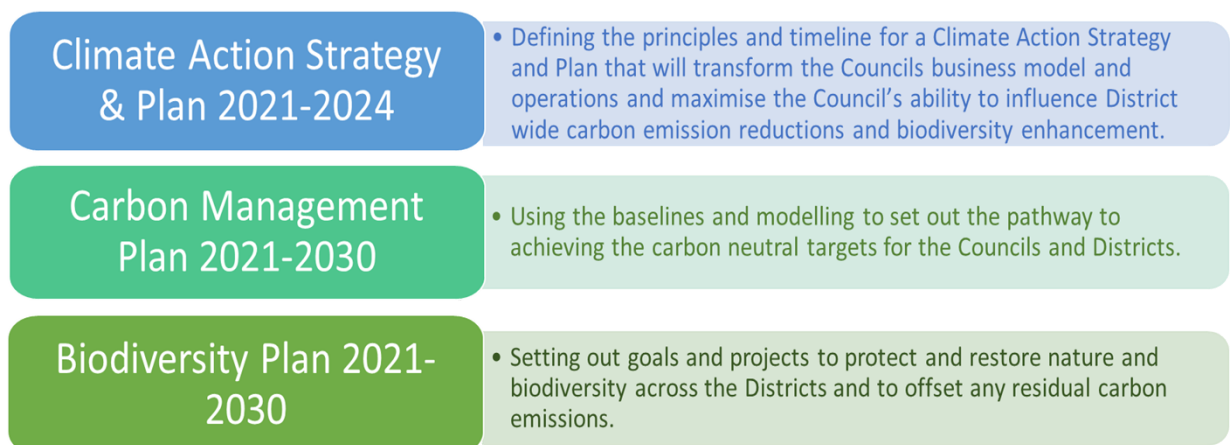 Climate Action Strategy
& Plan 2021-2024
• Defining the principles and timeline for a Climate Action Strategy
and Plan that will transform the Councils business model and
operations and maximise the Council’s ability to influence District
wide carbon emission reductions and biodiversity enhancement.
Carbon Management
Plan 2021-2030
• Using the baselines and modelling to set out the pathway to
achieving the carbon neutral targets for the Councils and Districts.
Biodiversity Plan 2021-
2030
• Setting out goals and projects to protect and restore nature and
biodiversity across the Districts and to offset any residual carbon
emissions.